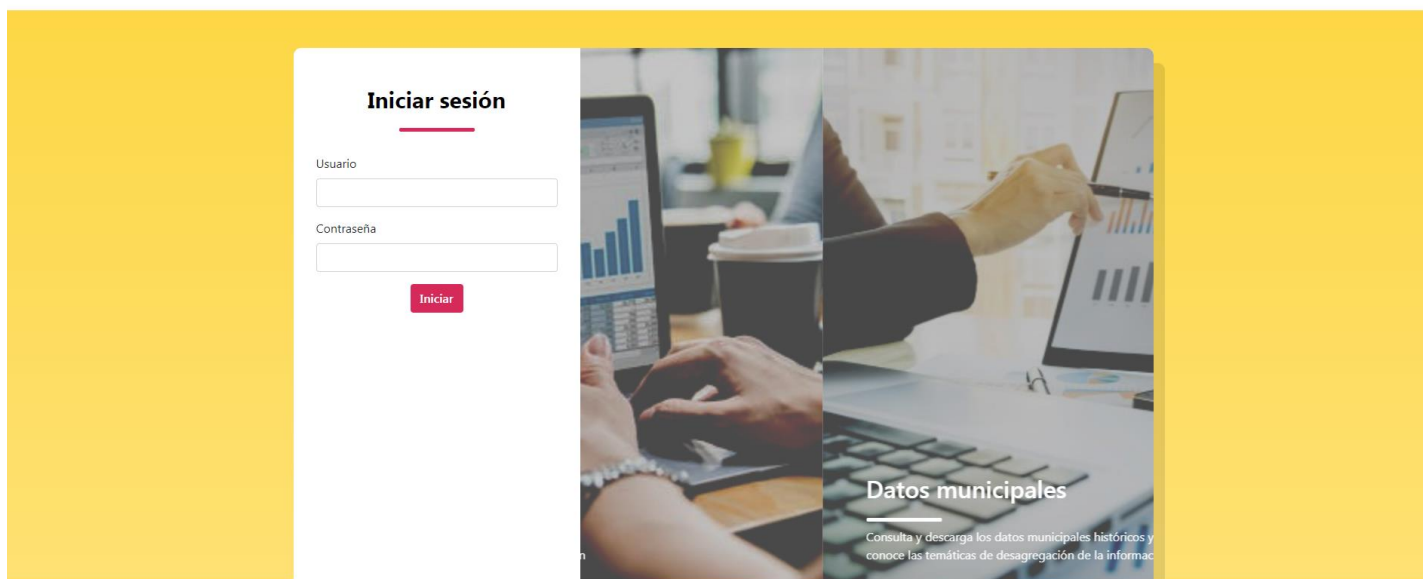 Iniciar sesión
Usuario
Contraseña
Iniciar
Datos municipales
Consulta y descarga los datos municipales históricos y
conoce las temáticas de desagregación de la